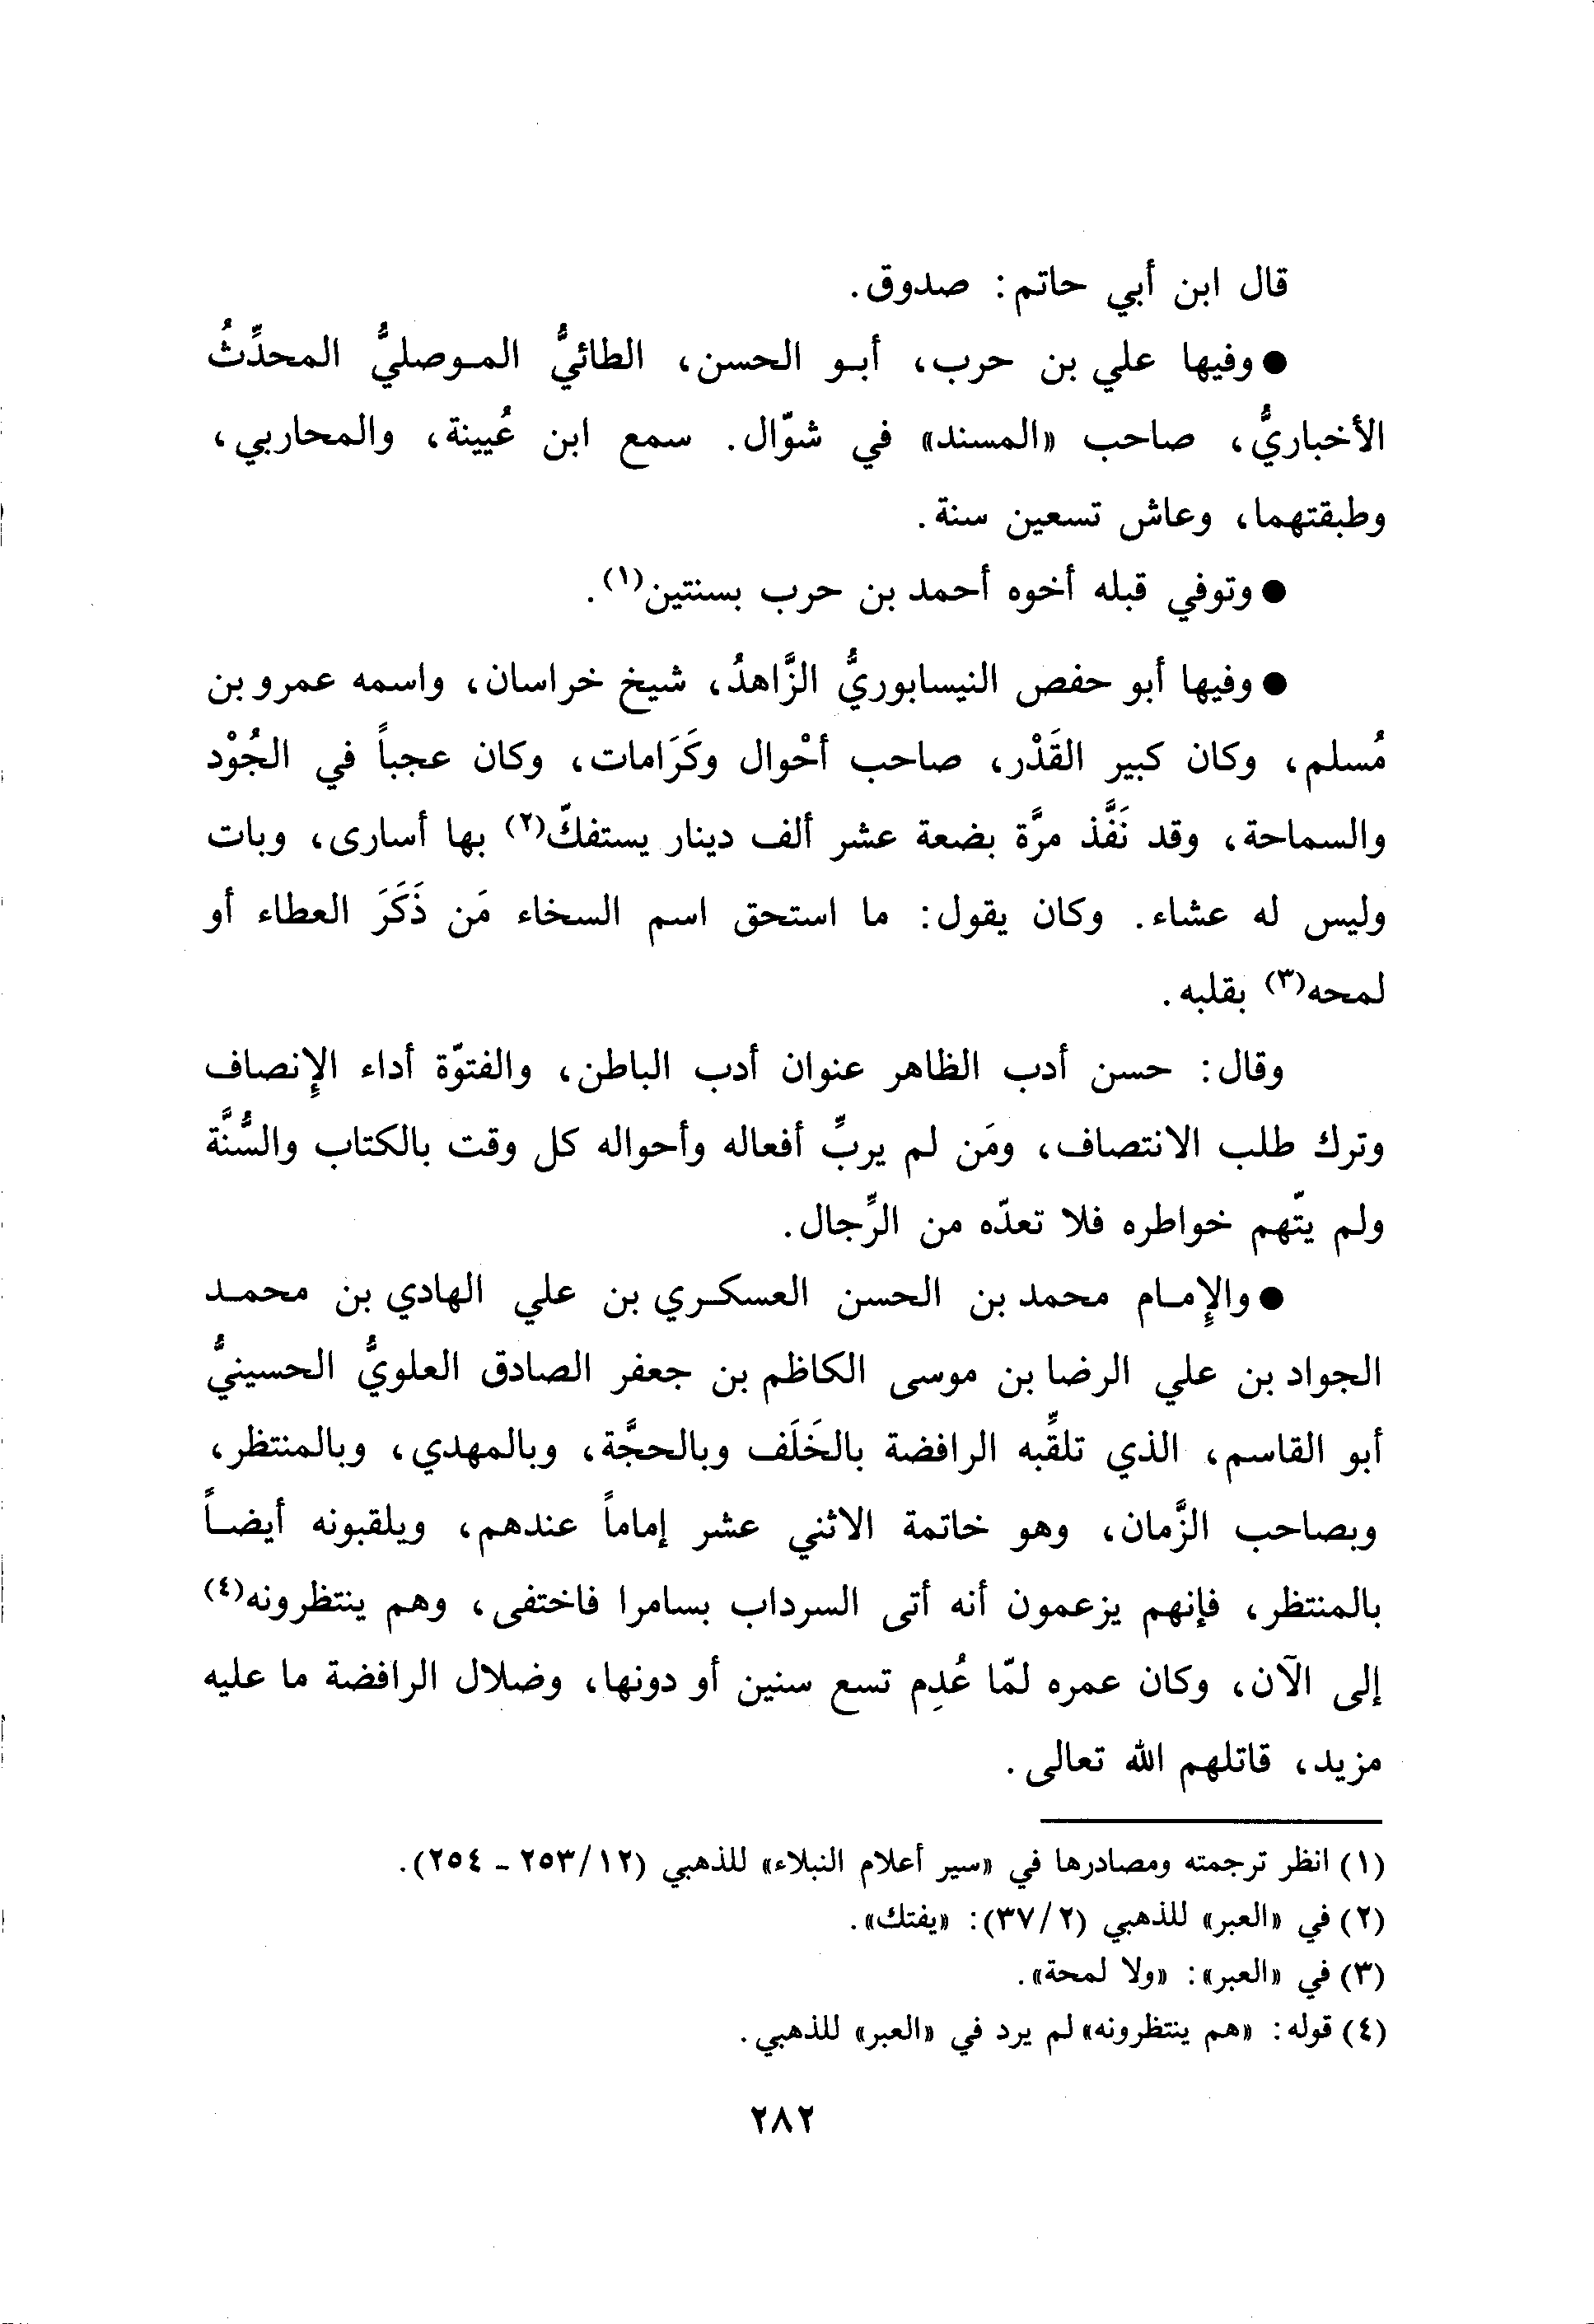 قال ابن أبي حاتم: صدوق.
● وفيها علي بن حرب، أبو الحسن، الطائيُّ الموصليُّ المحدِّثُ
الأخباريُّ، صاحب «المسند» في شوّال. سمع ابن عُيينة، والمحاربي،
وطبقتهما، وعاش تسعين سنة.
● وتوفي قبله أخوه أحمد بن حرب بسنتين(١).
● وفيها أبو حفص النيسابوريُّ الزَّاهدُ، شيخ خراسان، واسمه عمرو بن
مُسلم، وكان كبير القَدْر، صاحب أحْوال وكَرَامات، وكان عجباً في الجُوْد
والسماحة، وقد نَفَّذ مرَّة بضعة عشر ألف دينار يستفكّ(٢) بها أسارى، وبات
وليس له عشاء. وكان يقول: ما استحق اسم السخاء مَن ذَكَرَ العطاء أو
لمحه(٣) بقلبه.
وقال: حسن أدب الظاهر عنوان أدب الباطن، والفتوّة أداء الإِنصاف
وترك طلب الانتصاف، ومَن لم يربِّ أفعاله وأحواله كل وقت بالكتاب والسُّنَّة
ولم يتّهم خواطره فلا تعدّه من الرِّجال.
● والإِمام محمد بن الحسن العسكري بن علي الهادي بن محمد
الجواد بن علي الرضا بن موسى الكاظم بن جعفر الصادق العلويُّ الحسينيُّ
أبو القاسم، الذي تلقِّبه الرافضة بالخَلَف وبالحجَّة، وبالمهدي، وبالمنتظر،
وبصاحب الزَّمان، وهو خاتمة الاثني عشر إماماً عندهم، ويلقبونه أيضاً
بالمنتظر، فإنهم يزعمون أنه أتى السرداب بسامرا فاختفى، وهم ينتظرونه(٤)
إلى الآن، وكان عمره لمّا عُدِم تسع سنين أو دونها، وضلال الرافضة ما عليه
مزيد، قاتلهم الله تعالى.
(١) انظر ترجمته ومصادرها في «سير أعلام النبلاء» للذهبي (١٢/٢٥٣ - ٢٥٤).
(٢) في «العبر» للذهبي (٢/٣٧): «يفتك».
(٣) في «العبر»: «ولا لمحة».
(٤) قوله: «هم ينتظرونه» لم يرد في «العبر» للذهبي.
٢٨٢